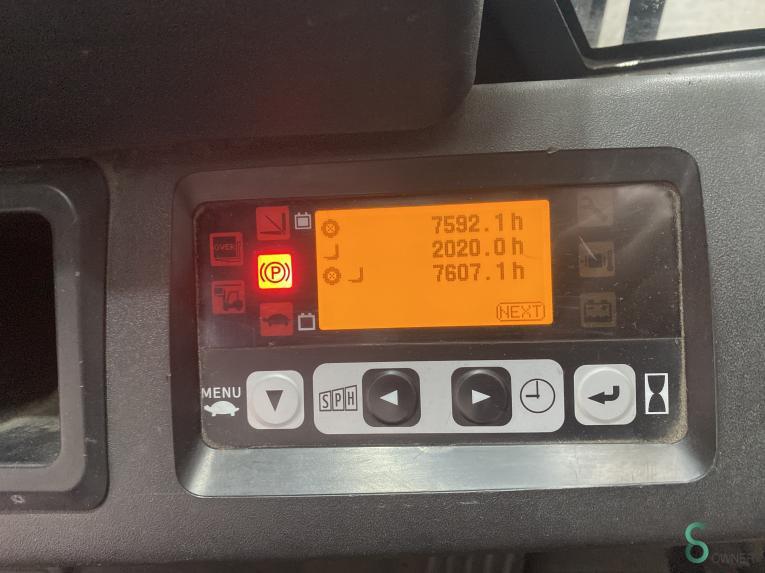 7592.1h
2020.0h
7607.1h
NEXT
OVER
P
MENU
SPH
OWNER